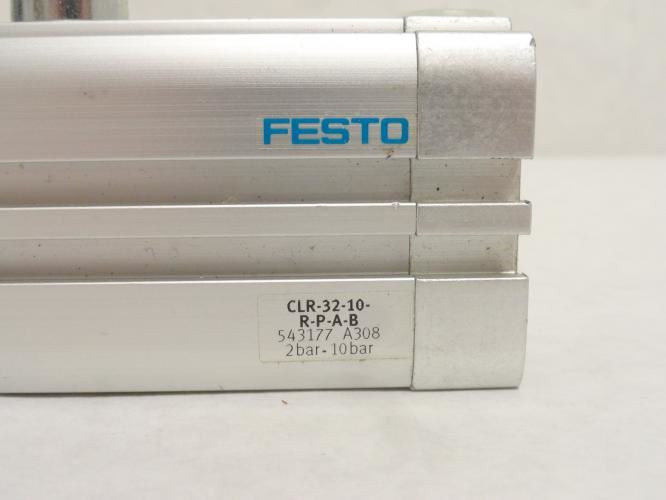 FESTO
CLR-32-10-
R-P-A-B
543177 A308
2bar-10bar